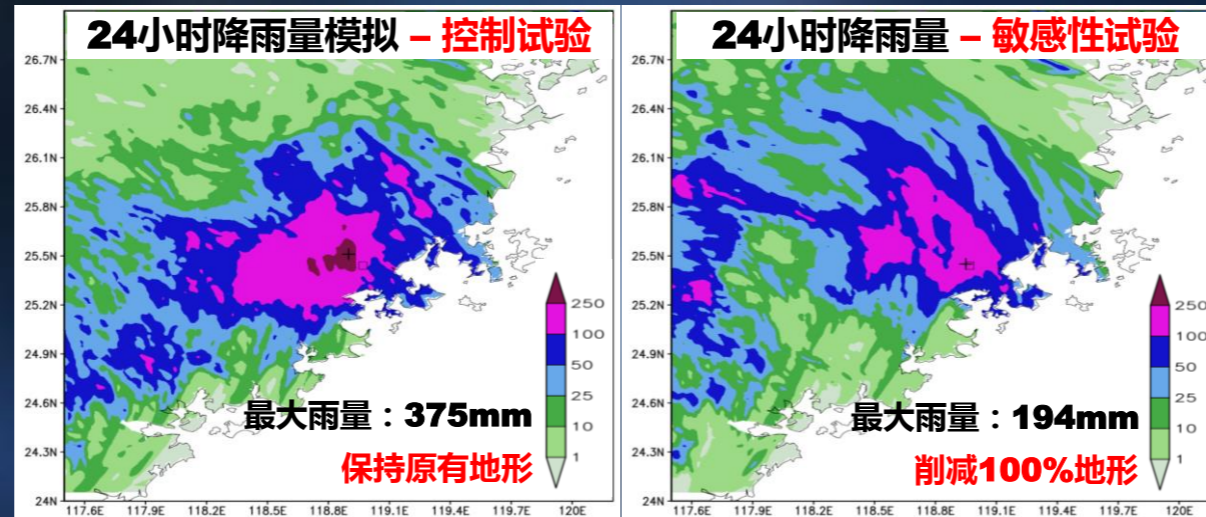 24小时降雨量模拟 – 控制试验
26.7N
26.4N
26.1N
25.8N
25.5N
25.2N
24.9N
24.6N
24.3N
24N
117.6E 117.9E 118.2E 118.5E 118.8E 119.1E 119.4E 119.7E 120E
250
100
50
25
10
1
最大雨量：375mm
保持原有地形
24小时降雨量 – 敏感性试验
26.7N
26.4N
26.1N
25.8N
25.5N
25.2N
24.9N
24.6N
24.3N
24N
117.6E 117.9E 118.2E 118.5E 118.8E 119.1E 119.4E 119.7E 120E
250
100
50
25
10
1
最大雨量：194mm
削减100%地形